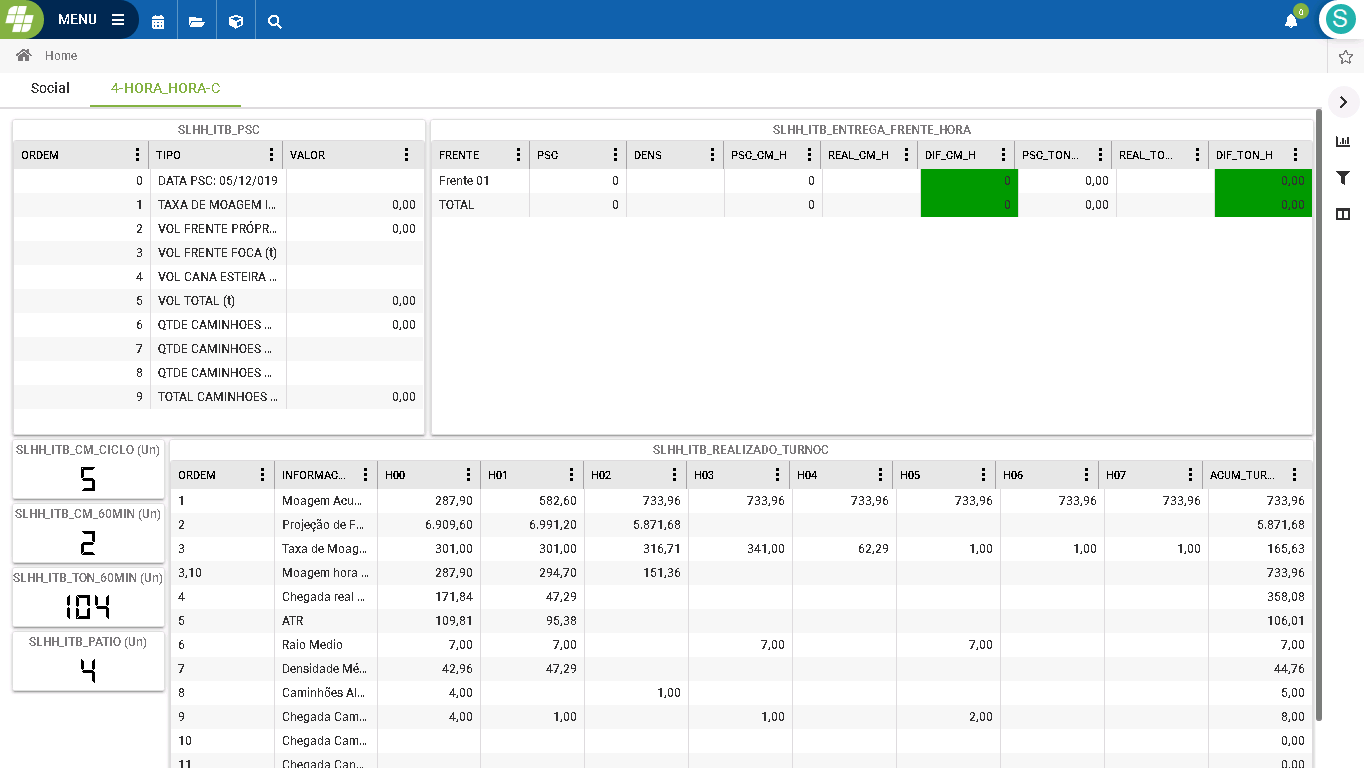 MENU
0
S
Home
Social 4-HORA_HORA-C
SLHH_ITB_PSC
ORDEM TIPO VALOR
0 DATA PSC: 05/12/019
1 TAXA DE MOAGEM I... 0,00
2 VOL FRENTE PRÓPR... 0,00
3 VOL FRENTE FOCA (t)
4 VOL CANA ESTEIRA ...
5 VOL TOTAL (t) 0,00
6 QTDE CAMINHOES ... 0,00
7 QTDE CAMINHOES ...
8 QTDE CAMINHOES ...
9 TOTAL CAMINHOES ... 0,00
SLHH_ITB_ENTREGA_FRENTE_HORA
FRENTE PSC DENS PSC_CM_H REAL_CM_H DIF_CM_H PSC_TON... REAL_TO... DIF_TON_H
Frente 01 0 0 0 0,00 0,00
TOTAL 0 0 0 0,00 0,00
SLHH_ITB_CM_CICLO (Un)
5
SLHH_ITB_CM_60MIN (Un)
2
SLHH_ITB_TON_60MIN (Un)
104
SLHH_ITB_PATIO (Un)
4
SLHH_ITB_REALIZADO_TURNOC
ORDEM INFORMAC... H00 H01 H02 H03 H04 H05 H06 H07 ACUM_TUR...
1 Moagem Acu... 287,90 582,60 733,96 733,96 733,96 733,96 733,96 733,96 733,96
2 Projeção de F... 6.909,60 6.991,20 5.871,68 5.871,68
3 Taxa de Moag... 301,00 301,00 316,71 341,00 62,29 1,00 1,00 1,00 165,63
3,10 Moagem hora ... 287,90 294,70 151,36 733,96
4 Chegada real ... 171,84 47,29 358,08
5 ATR 109,81 95,38 106,01
6 Raio Medio 7,00 7,00 7,00 7,00 7,00
7 Densidade Mé... 42,96 47,29 44,76
8 Caminhões Al... 4,00 1,00 5,00
9 Chegada Cam... 4,00 1,00 1,00 2,00 8,00
10 Chegada Cam... 0,00
11 Chegada Can... 0,00